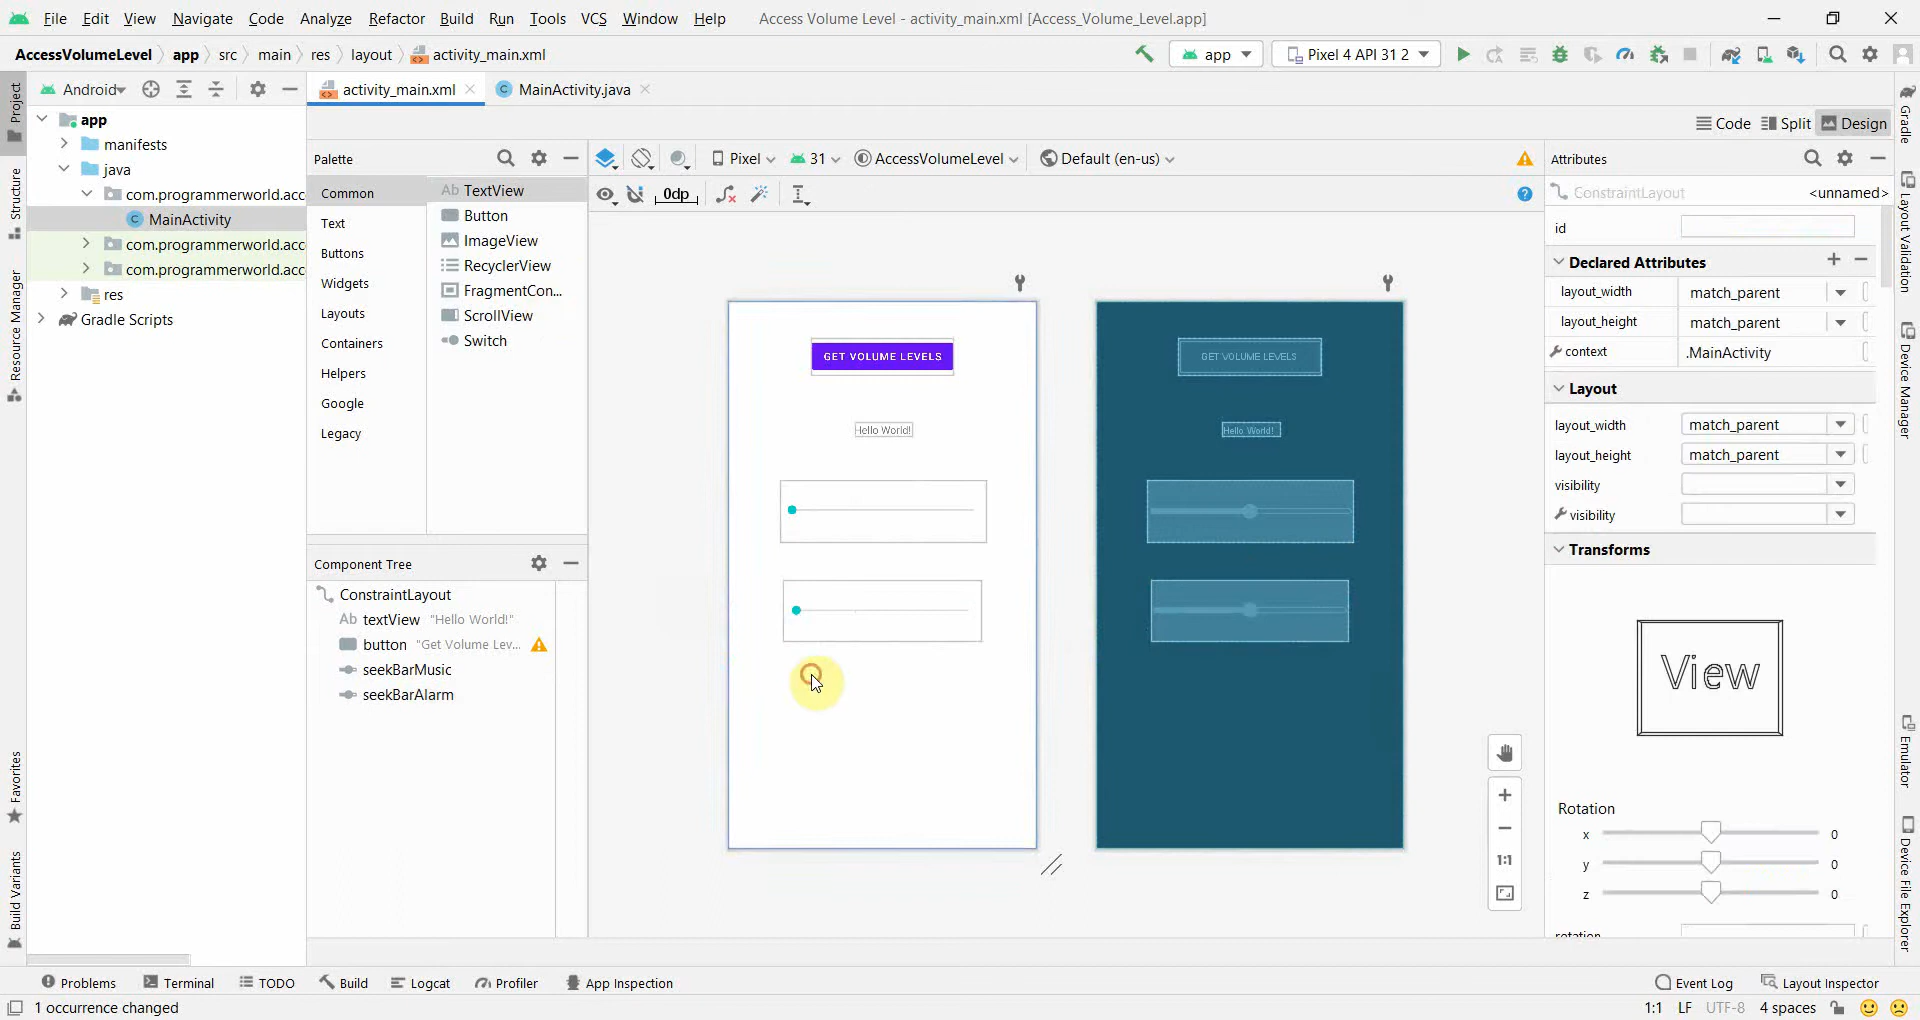 File Edit View Navigate Code Analyze Refactor Build Run Tools VCS Window Help Access Volume Level - activity_main.xml [Access_Volume_Level.app]
AccessVolumeLevel app src main res layout activity_main.xml app Pixel 4 API 31 2
Android activity_main.xml MainActivity.java
app
manifests
java
com.programmerworld.acc
MainActivity
com.programmerworld.acc
com.programmerworld.acc
res
Gradle Scripts
Project
Structure
Resource Manager
Favorites
Build Variants
Code Split Design
Palette
Common
Text
Buttons
Widgets
Layouts
Containers
Helpers
Google
Legacy
Ab TextView
Button
ImageView
RecyclerView
FragmentCon...
ScrollView
Switch
Component Tree
ConstraintLayout
Ab textView "Hello World!"
button "Get Volume Lev...
seekBarMusic
seekBarAlarm
Pixel 31 AccessVolumeLevel Default (en-us)
0dp
GET VOLUME LEVELS
Hello World!
GET VOLUME LEVELS
Hello World!
1:1
Attributes
ConstraintLayout <unnamed>
id
Declared Attributes
layout_width match_parent
layout_height match_parent
context .MainActivity
Layout
layout_width match_parent
layout_height match_parent
visibility
visibility
Transforms
View
Rotation
x 0
y 0
z 0
rotation
Gradle
Layout Validation
Device Manager
Emulator
Device File Explorer
Problems Terminal TODO Build Logcat Profiler App Inspection Event Log Layout Inspector
1 occurrence changed 1:1 LF UTF-8 4 spaces